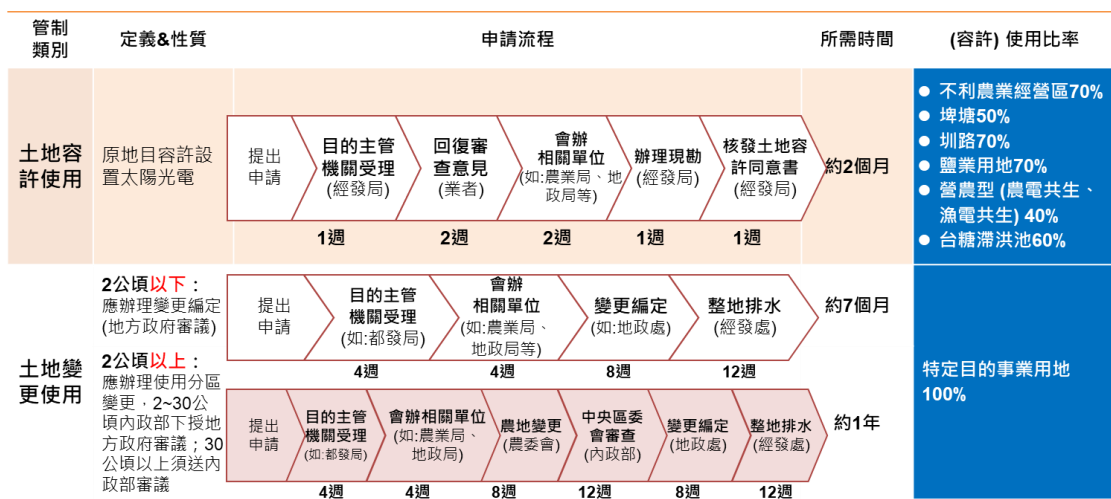 管制
類別
定義&性質
申請流程
所需時間
(容許) 使用比率
土地容
許使用
原地目容許設
置太陽光電
提出
申請
目的主管
機關受理
(經發局)
回復審
查意見
(業者)
會辦
相關單位
(如:農業局、地
政局等)
辦理現勘
(經發局)
核發土地容
許同意書
(經發局)
1週
2週
2週
1週
1週
約2個月
● 不利農業經營區70%
● 埤塘50%
● 圳路70%
● 鹽業用地70%
● 營農型 (農電共生、
漁電共生) 40%
● 台糖滯洪池60%
土地變
更使用
2公頃以下：
應辦理變更編定
(地方政府審議)
提出
申請
目的主管
機關受理
(如:都發局)
會辦
相關單位
(如:農業局、
地政局等)
變更編定
(如:地政處)
整地排水
(經發處)
4週
4週
8週
12週
約7個月
2公頃以上：
應辦理使用分區
變更，2~30公
頃內政部下授地
方政府審議；30
公頃以上須送內
政部審議
提出
申請
目的主管
機關受理
(如:都發局)
會辦相關單位
(如:農業局、
地政局)
農地變更
(農委會)
中央區委
會審查
(內政部)
變更編定
(地政處)
整地排水
(經發處)
4週
4週
8週
12週
8週
12週
約1年
特定目的事業用地
100%